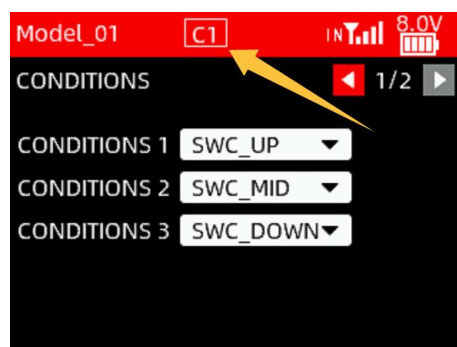 Model_01 C1 IN 8.0V
CONDITIONS 1/2
CONDITIONS 1 SWC_UP
CONDITIONS 2 SWC_MID
CONDITIONS 3 SWC_DOWN